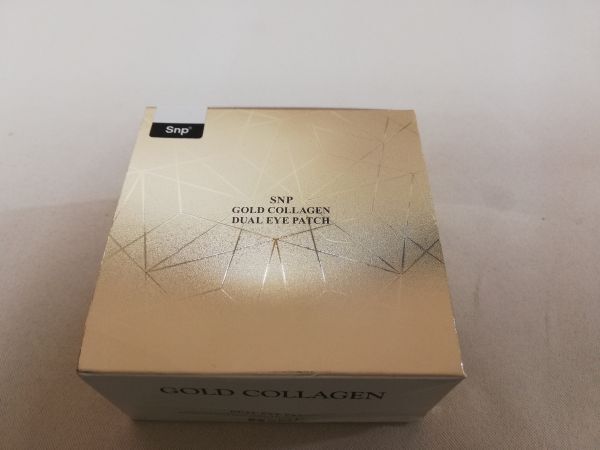 Snp
SNP
GOLD COLLAGEN
DUAL EYE PATCH
GOLD COLLAGEN